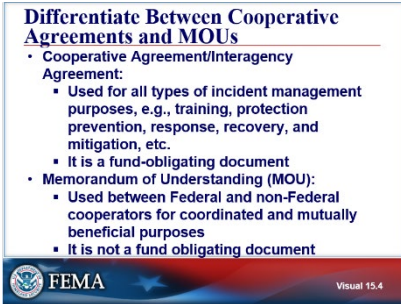 Differentiate Between Cooperative
Agreements and MOUs
• Cooperative Agreement/Interagency
Agreement:
▪ Used for all types of incident management
purposes, e.g., training, protection
prevention, response, recovery, and
mitigation, etc.
▪ It is a fund-obligating document
• Memorandum of Understanding (MOU):
▪ Used between Federal and non-Federal
cooperators for coordinated and mutually
beneficial purposes
▪ It is not a fund obligating document
FEMA
Visual 15.4